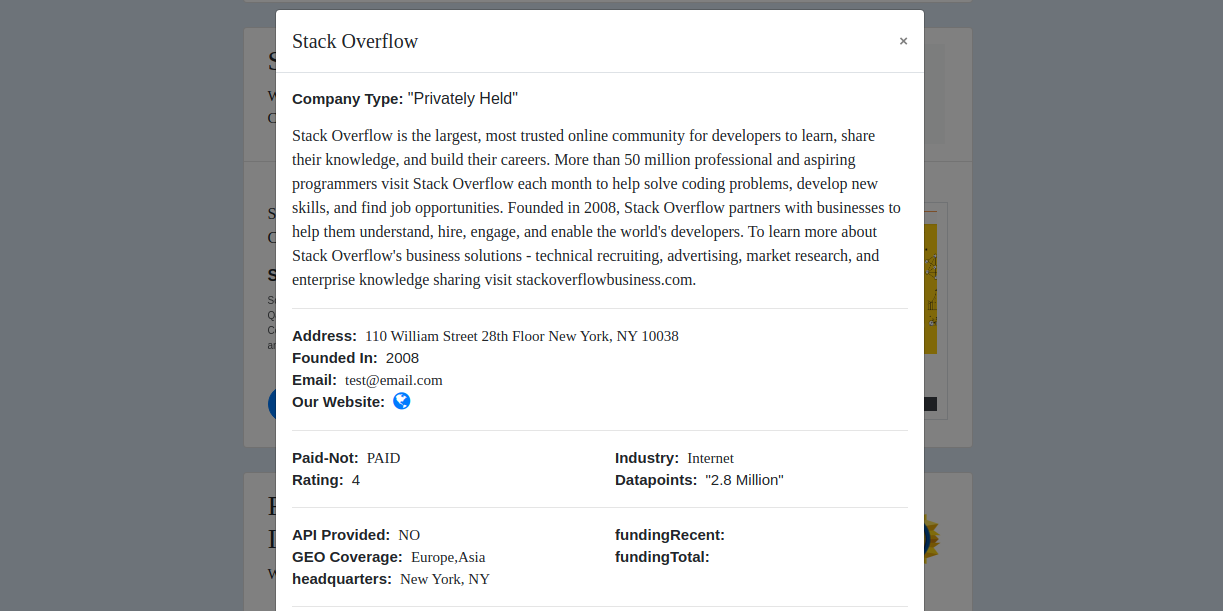 Stack Overflow
×
Company Type: "Privately Held"
Stack Overflow is the largest, most trusted online community for developers to learn, share
their knowledge, and build their careers. More than 50 million professional and aspiring
programmers visit Stack Overflow each month to help solve coding problems, develop new
skills, and find job opportunities. Founded in 2008, Stack Overflow partners with businesses to
help them understand, hire, engage, and enable the world's developers. To learn more about
Stack Overflow's business solutions - technical recruiting, advertising, market research, and
enterprise knowledge sharing visit stackoverflowbusiness.com.
Address: 110 William Street 28th Floor New York, NY 10038
Founded In: 2008
Email: test@email.com
Our Website:
Paid-Not: PAID
Rating: 4
Industry: Internet
Datapoints: "2.8 Million"
API Provided: NO
GEO Coverage: Europe,Asia
headquarters: New York, NY
fundingRecent:
fundingTotal: